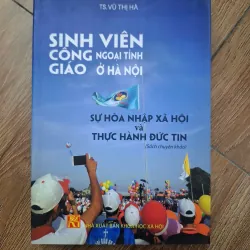 TS. VŨ THỊ HÀ
SINH VIÊN
CÔNG NGOẠI TỈNH
GIÁO Ở HÀ NỘI
SỰ HÒA NHẬP XÃ HỘI
và
THỰC HÀNH ĐỨC TIN
(Sách chuyên khảo)
NHÀ XUẤT BẢN KHOA HỌC XÃ HỘI